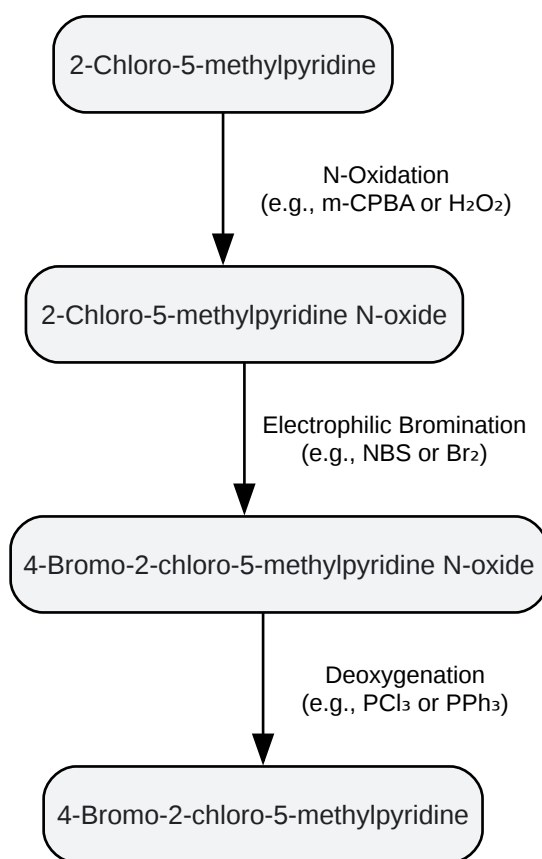 2-Chloro-5-methylpyridine
N-Oxidation
(e.g., m-CPBA or H₂O₂)
2-Chloro-5-methylpyridine N-oxide
Electrophilic Bromination
(e.g., NBS or Br₂)
4-Bromo-2-chloro-5-methylpyridine N-oxide
Deoxygenation
(e.g., PCl₃ or PPh₃)
4-Bromo-2-chloro-5-methylpyridine